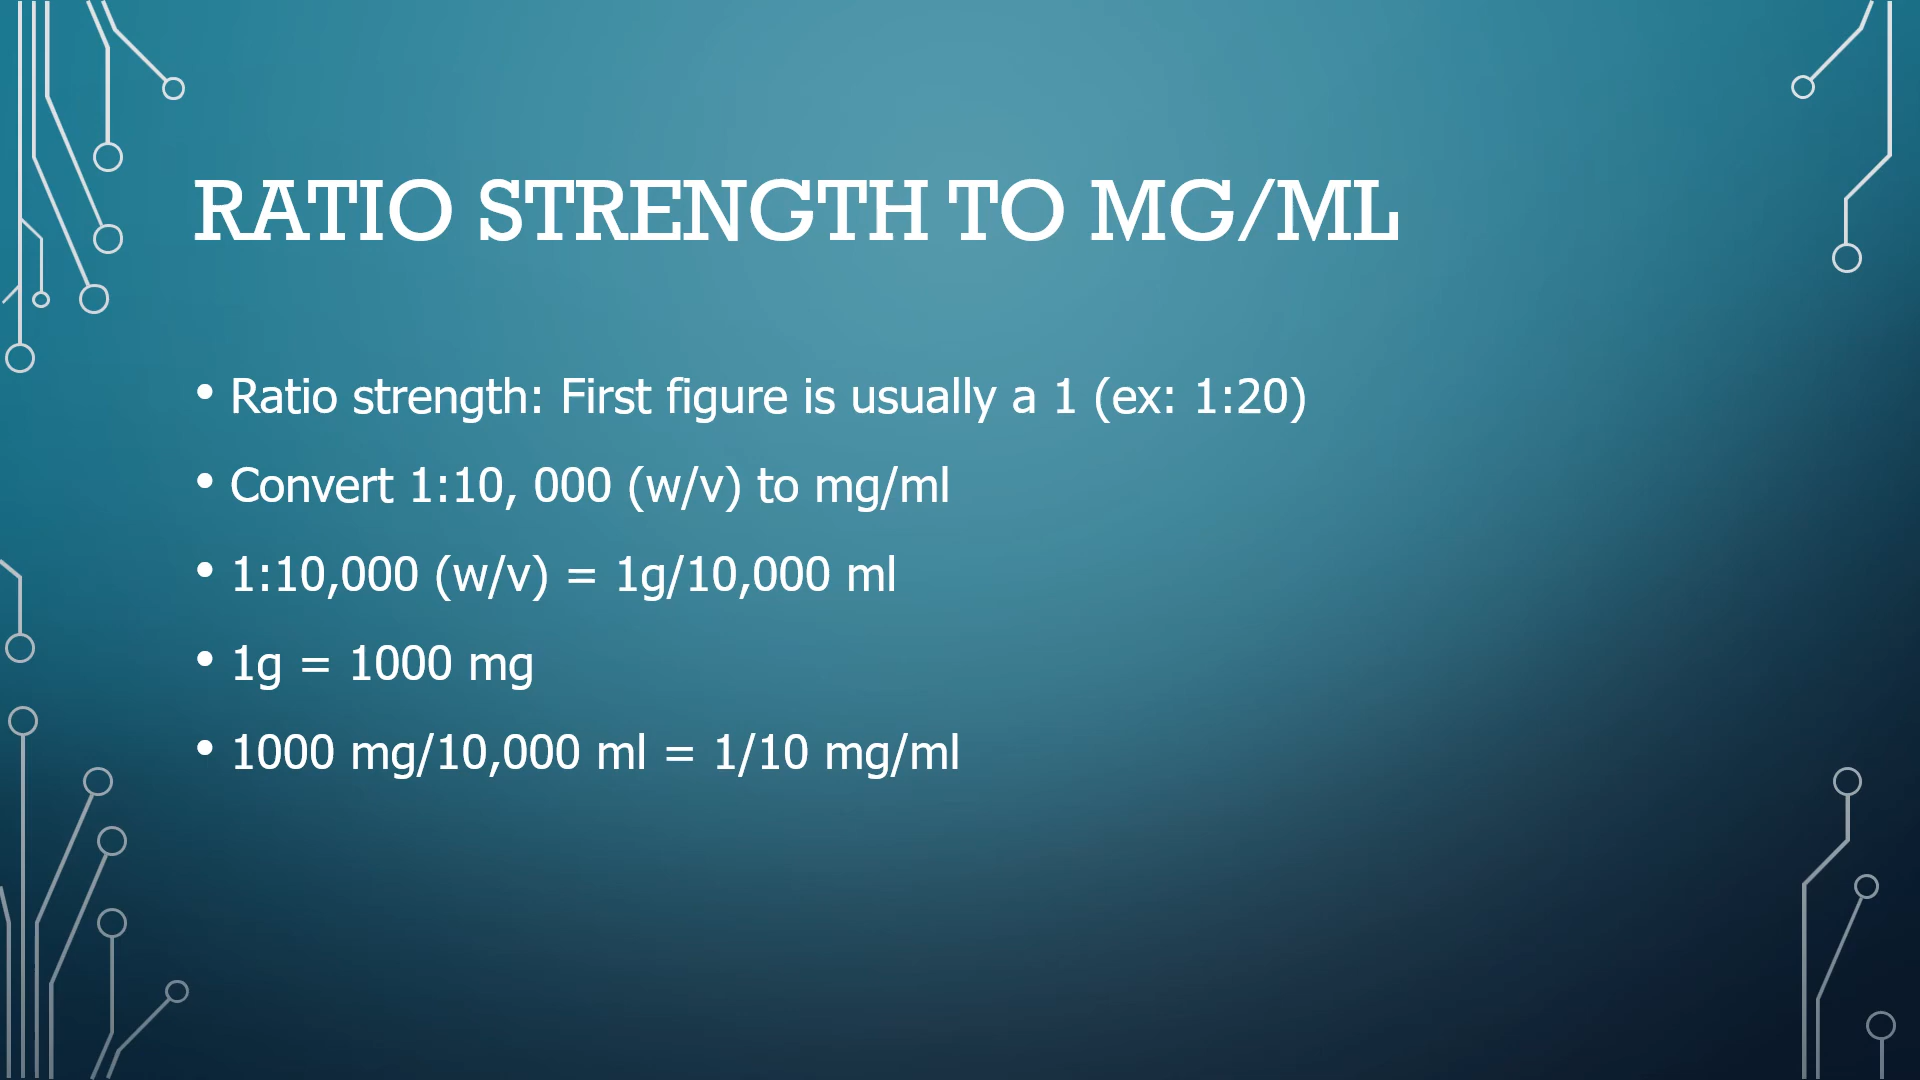 RATIO STRENGTH TO MG/ML
• Ratio strength: First figure is usually a 1 (ex: 1:20)
• Convert 1:10, 000 (w/v) to mg/ml
• 1:10,000 (w/v) = 1g/10,000 ml
• 1g = 1000 mg
• 1000 mg/10,000 ml = 1/10 mg/ml